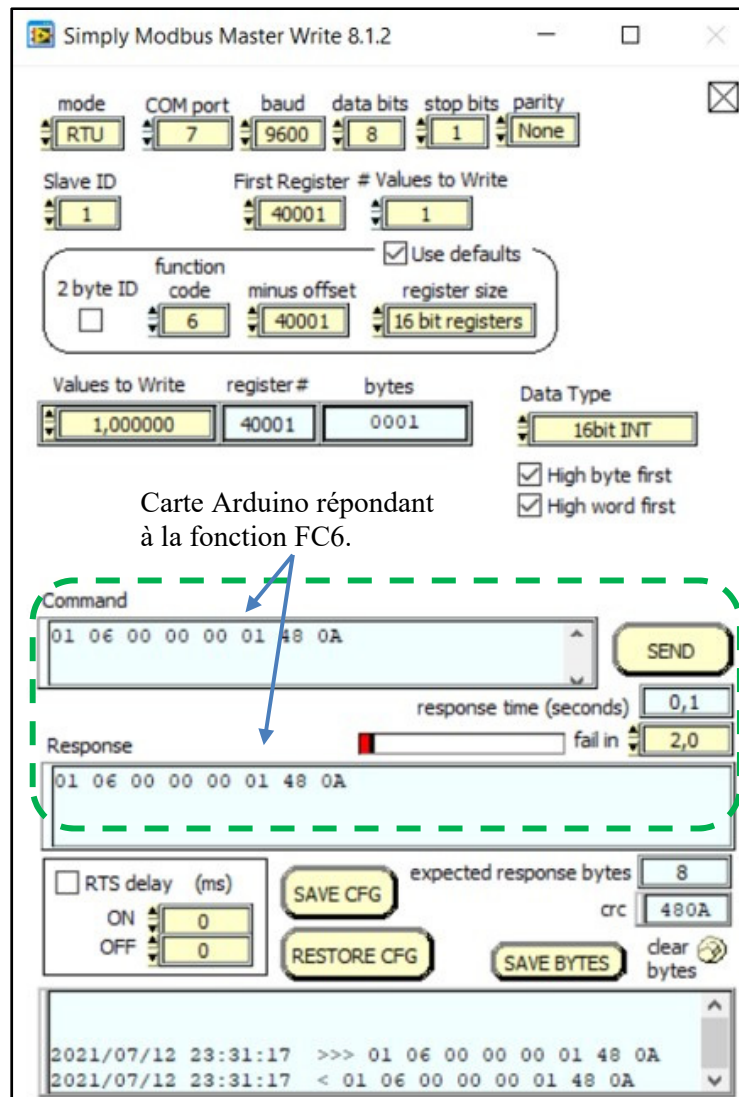 Simply Modbus Master Write 8.1.2
mode COM port baud data bits stop bits parity
RTU 7 9600 8 1 None
Slave ID First Register # Values to Write
1 40001 1
Use defaults
2 byte ID function code minus offset register size
6 40001 16 bit registers
Values to Write register# bytes
1,000000 40001 0001
Data Type
16bit INT
High byte first
High word first
Carte Arduino répondant
à la fonction FC6.
Command
01 06 00 00 00 01 48 0A
SEND
response time (seconds) 0,1
fail in 2,0
Response
01 06 00 00 00 01 48 0A
RTS delay (ms)
ON 0
OFF 0
SAVE CFG
RESTORE CFG
expected response bytes 8
crc 480A
SAVE BYTES
clear
bytes
2021/07/12 23:31:17 >>> 01 06 00 00 00 01 48 0A
2021/07/12 23:31:17 < 01 06 00 00 00 01 48 0A